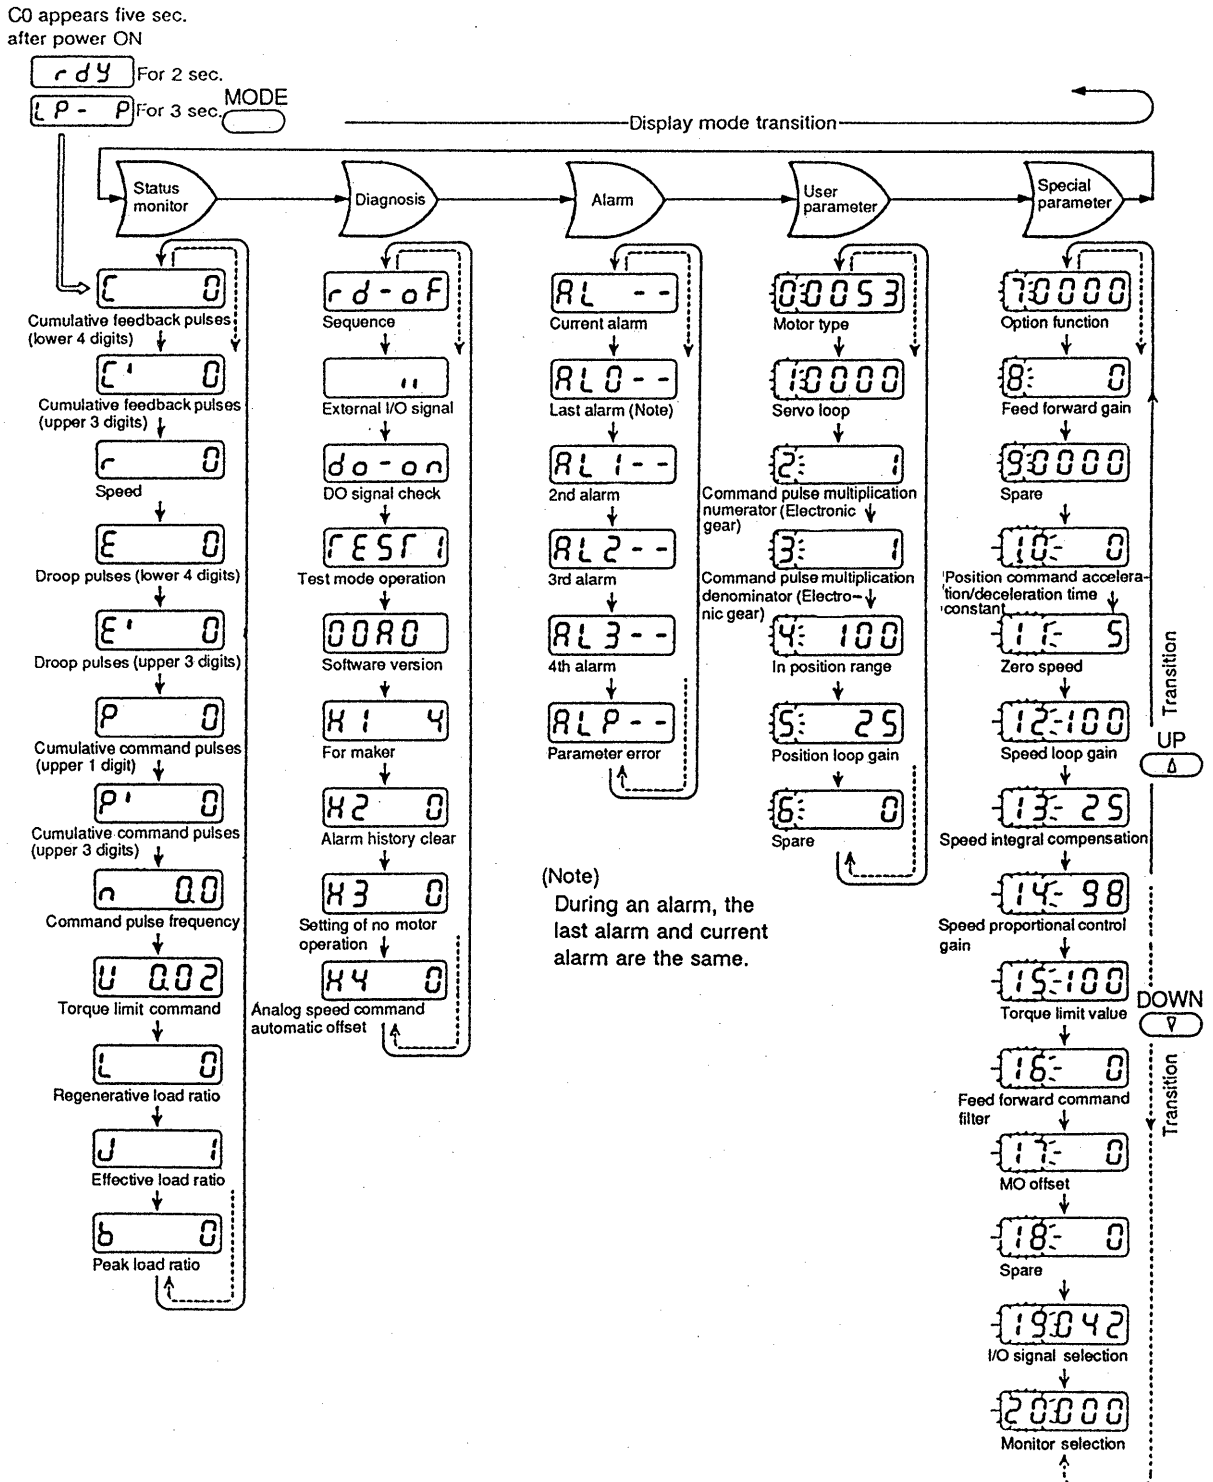 C0 appears five sec.
after power ON
rdy For 2 sec.
LP- P For 3 sec.
MODE
Display mode transition
Status
monitor
Diagnosis
Alarm
User
parameter
Special
parameter
C 0
Cumulative feedback pulses
(lower 4 digits)
C' 0
Cumulative feedback pulses
(upper 3 digits)
r 0
Speed
E 0
Droop pulses (lower 4 digits)
E' 0
Droop pulses (upper 3 digits)
P 0
Cumulative command pulses
(upper 1 digit)
P' 0
Cumulative command pulses
(upper 3 digits)
n 0.0
Command pulse frequency
U 0.02
Torque limit command
L 0
Regenerative load ratio
J 1
Effective load ratio
b 0
Peak load ratio
rd-oF
Sequence
External I/O signal
do-on
DO signal check
TEST1
Test mode operation
00A0
Software version
H1 4
For maker
H2 0
Alarm history clear
H3 0
Setting of no motor
operation
H4 0
Analog speed command
automatic offset
AL --
Current alarm
AL0--
Last alarm (Note)
AL1--
2nd alarm
AL2--
3rd alarm
AL3--
4th alarm
ALP--
Parameter error
(Note)
During an alarm, the
last alarm and current
alarm are the same.
0:0053
Motor type
1:0000
Servo loop
2: 1
Command pulse multiplication
numerator (Electronic
gear)
3: 1
Command pulse multiplication
denominator (Electro-
nic gear)
4: 100
In position range
5: 25
Position loop gain
6: 0
Spare
7:0000
Option function
8: 0
Feed forward gain
9:0000
Spare
10: 0
Position command accelera-
tion/deceleration time
constant
11: 5
Zero speed
12:100
Speed loop gain
13: 25
Speed integral compensation
14: 98
Speed proportional control
gain
15:100
Torque limit value
16: 0
Feed forward command
filter
17: 0
MO offset
18: 0
Spare
19:042
I/O signal selection
20:000
Monitor selection
Transition
UP
DOWN
Transition